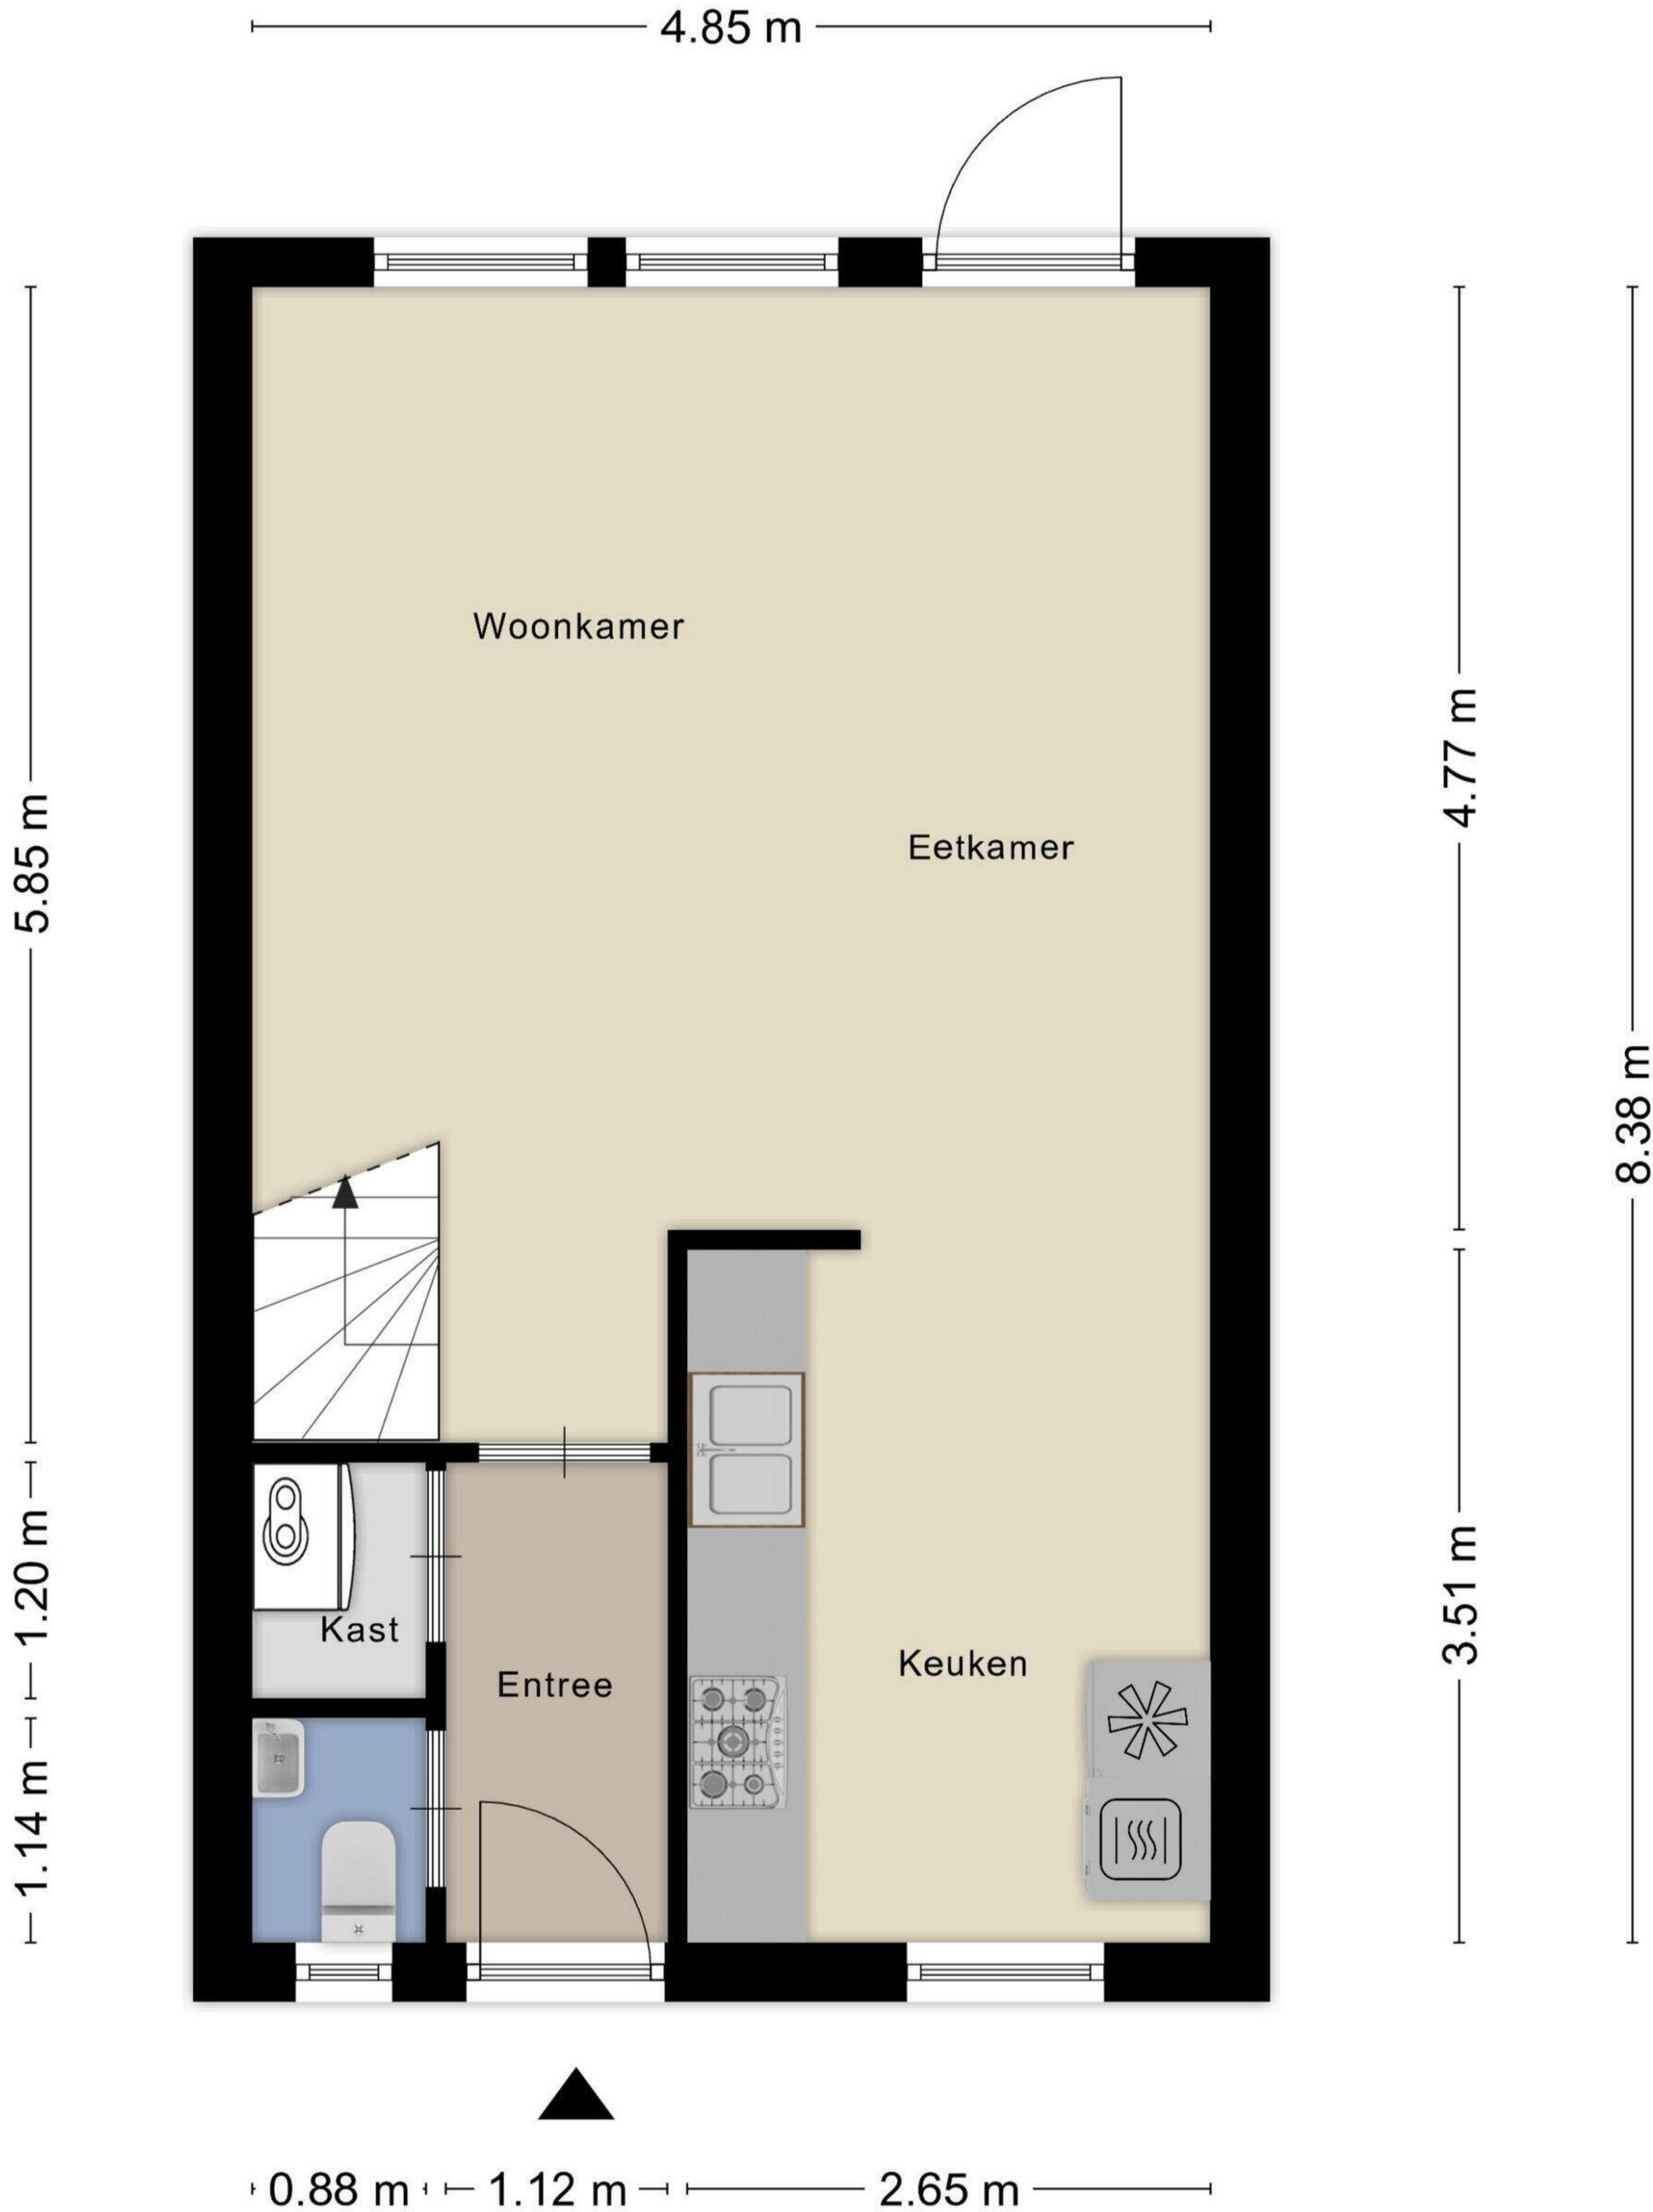 4.85 m
Woonkamer
4.77 m
Eetkamer
5.85 m
8.38 m
1.20 m
3.51 m
Kast
Keuken
Entree
1.14 m
0.88 m
1.12 m
2.65 m